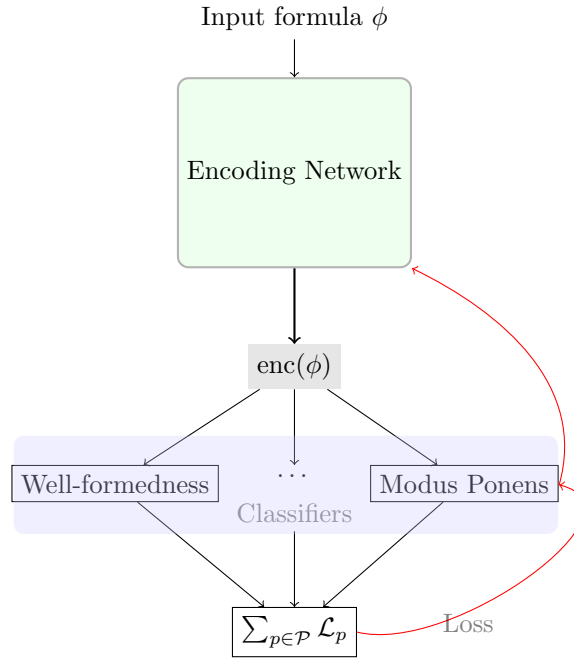 Input formula ϕ
Encoding Network
enc(ϕ)
Well-formedness
...
Modus Ponens
Classifiers
∑p∈𝒫 ℒp
Loss